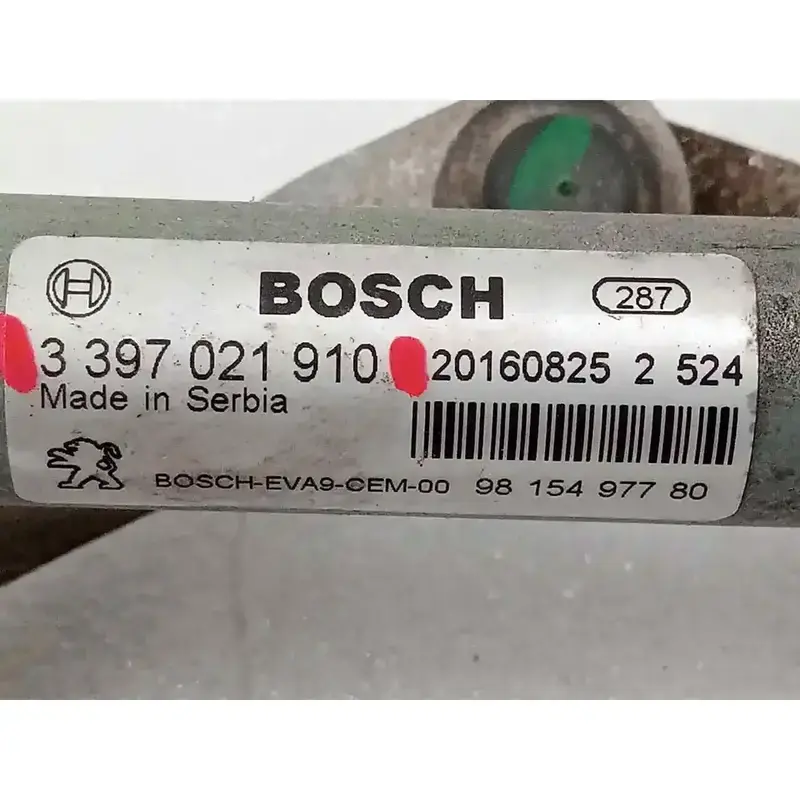 BOSCH 287
3 397 021 910 20160825 2 524
Made in Serbia
BOSCH-EVA9-CEM-00 98 154 977 80